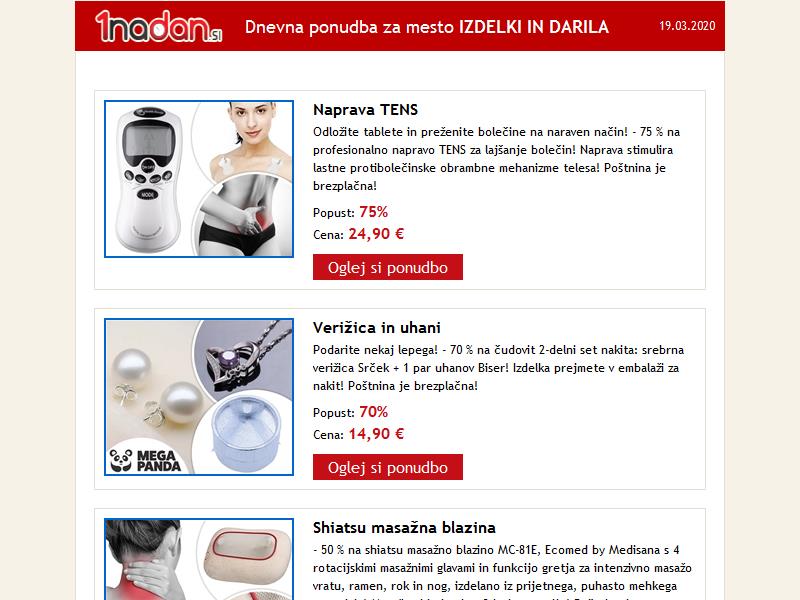 1nadan.si
Dnevna ponudba za mesto IZDELKI IN DARILA
19.03.2020
Naprava TENS
Odložite tablete in preženite bolečine na naraven način! - 75 % na
profesionalno napravo TENS za lajšanje bolečin! Naprava stimulira
lastne protibolečinske obrambne mehanizme telesa! Poštnina je
brezplačna!
Popust: 75%
Cena: 24,90 €
Oglej si ponudbo
MODE
Verižica in uhani
Podarite nekaj lepega! - 70 % na čudovit 2-delni set nakita: srebrna
verižica Srček + 1 par uhanov Biser! Izdelka prejmete v embalaži za
nakit! Poštnina je brezplačna!
Popust: 70%
Cena: 14,90 €
Oglej si ponudbo
MEGA
PANDA
Shiatsu masažna blazina
- 50 % na shiatsu masažno blazino MC-81E, Ecomed by Medisana s 4
rotacijskimi masažnimi glavami in funkcijo gretja za intenzivno masažo
vratu, ramen, rok in nog, izdelano iz prijetnega, puhasto mehkega